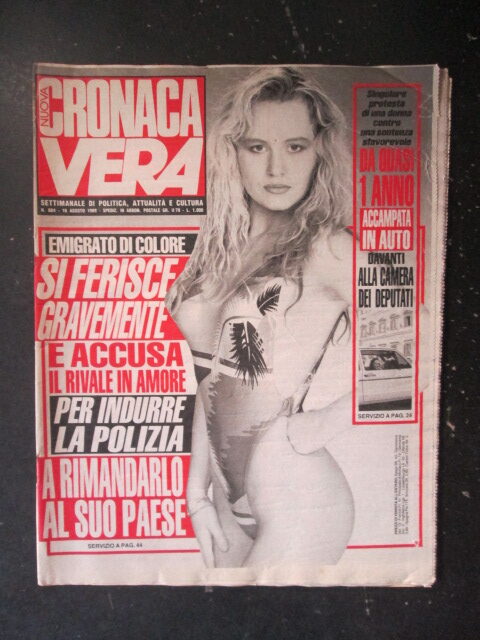 NUOVA
CRONACA
VERA
SETTIMANALE DI POLITICA, ATTUALITÀ E CULTURA
EMIGRATO DI COLORE
SI FERISCE
GRAVEMENTE
E ACCUSA
IL RIVALE IN AMORE
PER INDURRE
LA POLIZIA
A RIMANDARLO
AL SUO PAESE
SERVIZIO A PAG. 44
Singolare
protesta
di una donna
contro
una sentenza
sfavorevole
DA QUASI
1 ANNO
ACCAMPATA
IN AUTO
DAVANTI
ALLA CAMERA
DEI DEPUTATI
SERVIZIO A PAG. 24